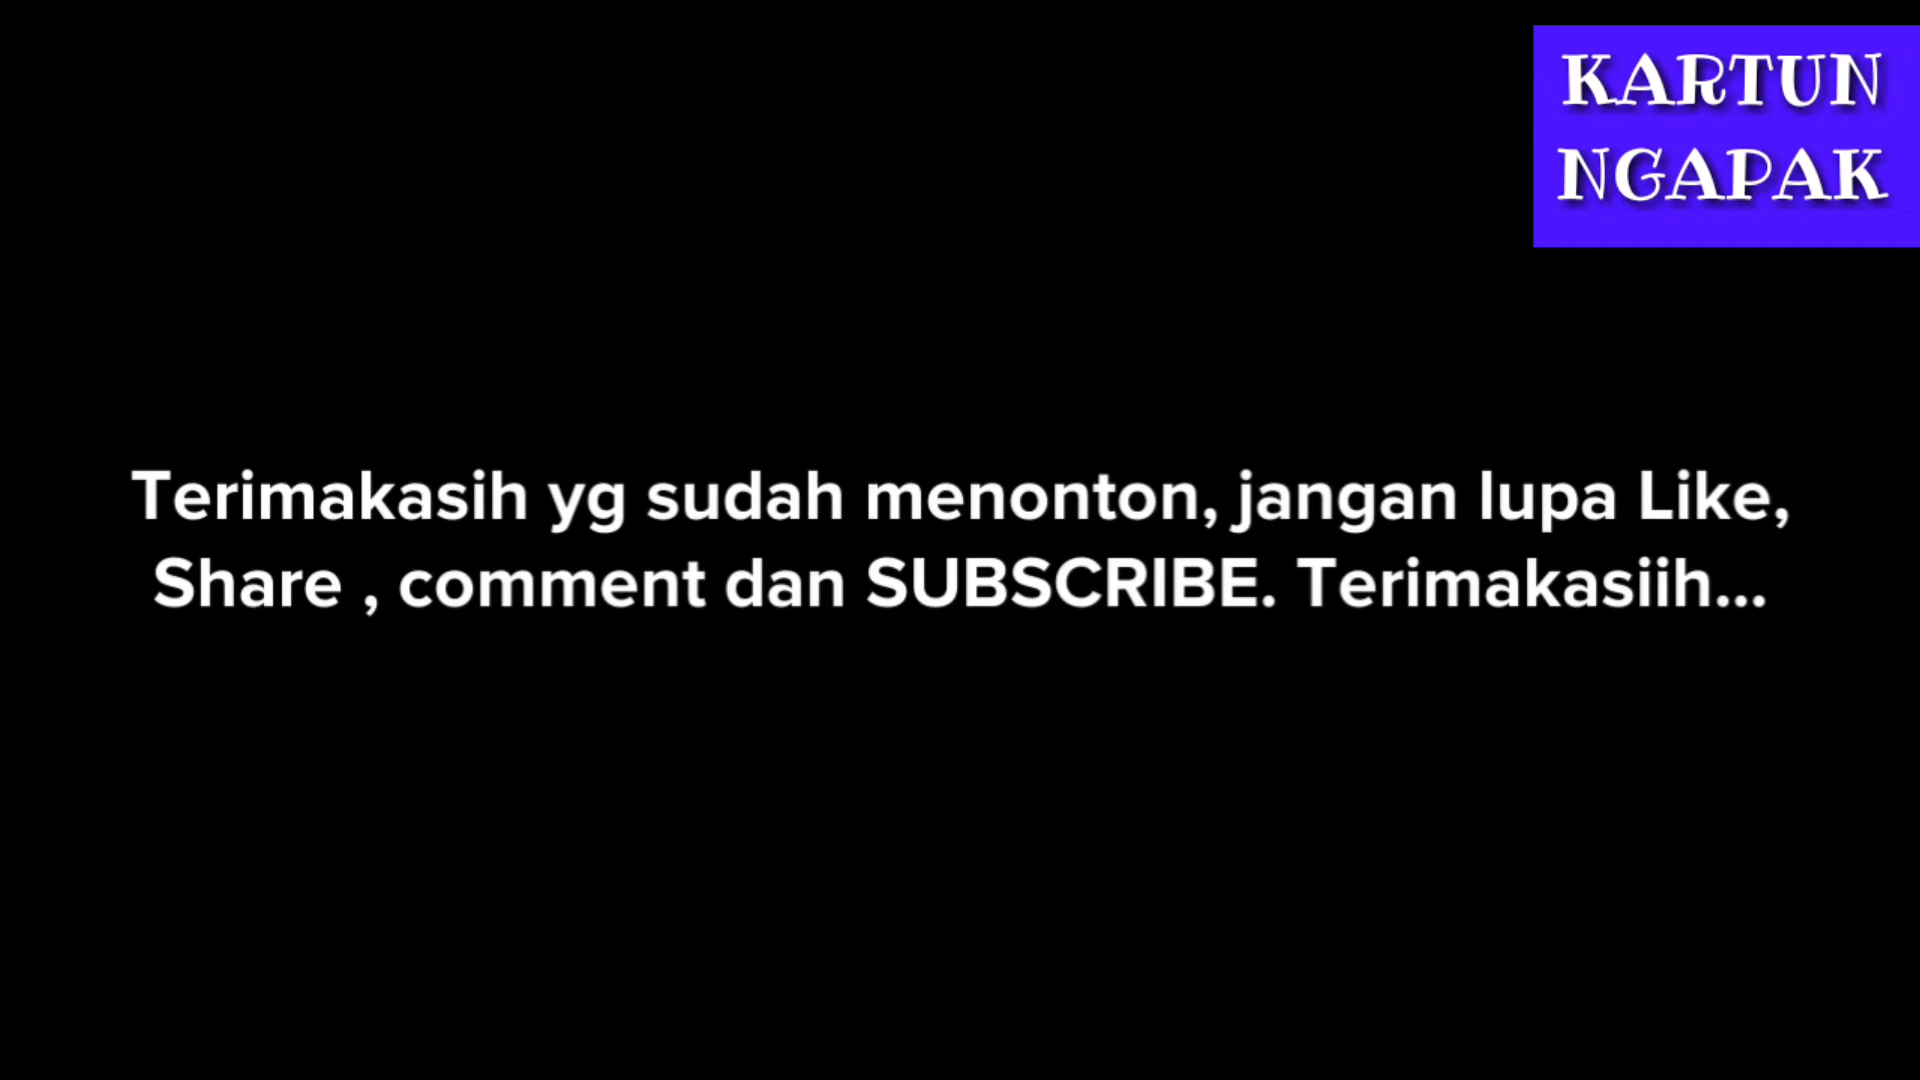 KARTUN
NGAPAK
Terimakasih yg sudah menonton, jangan lupa Like,
Share , comment dan SUBSCRIBE. Terimakasiih...